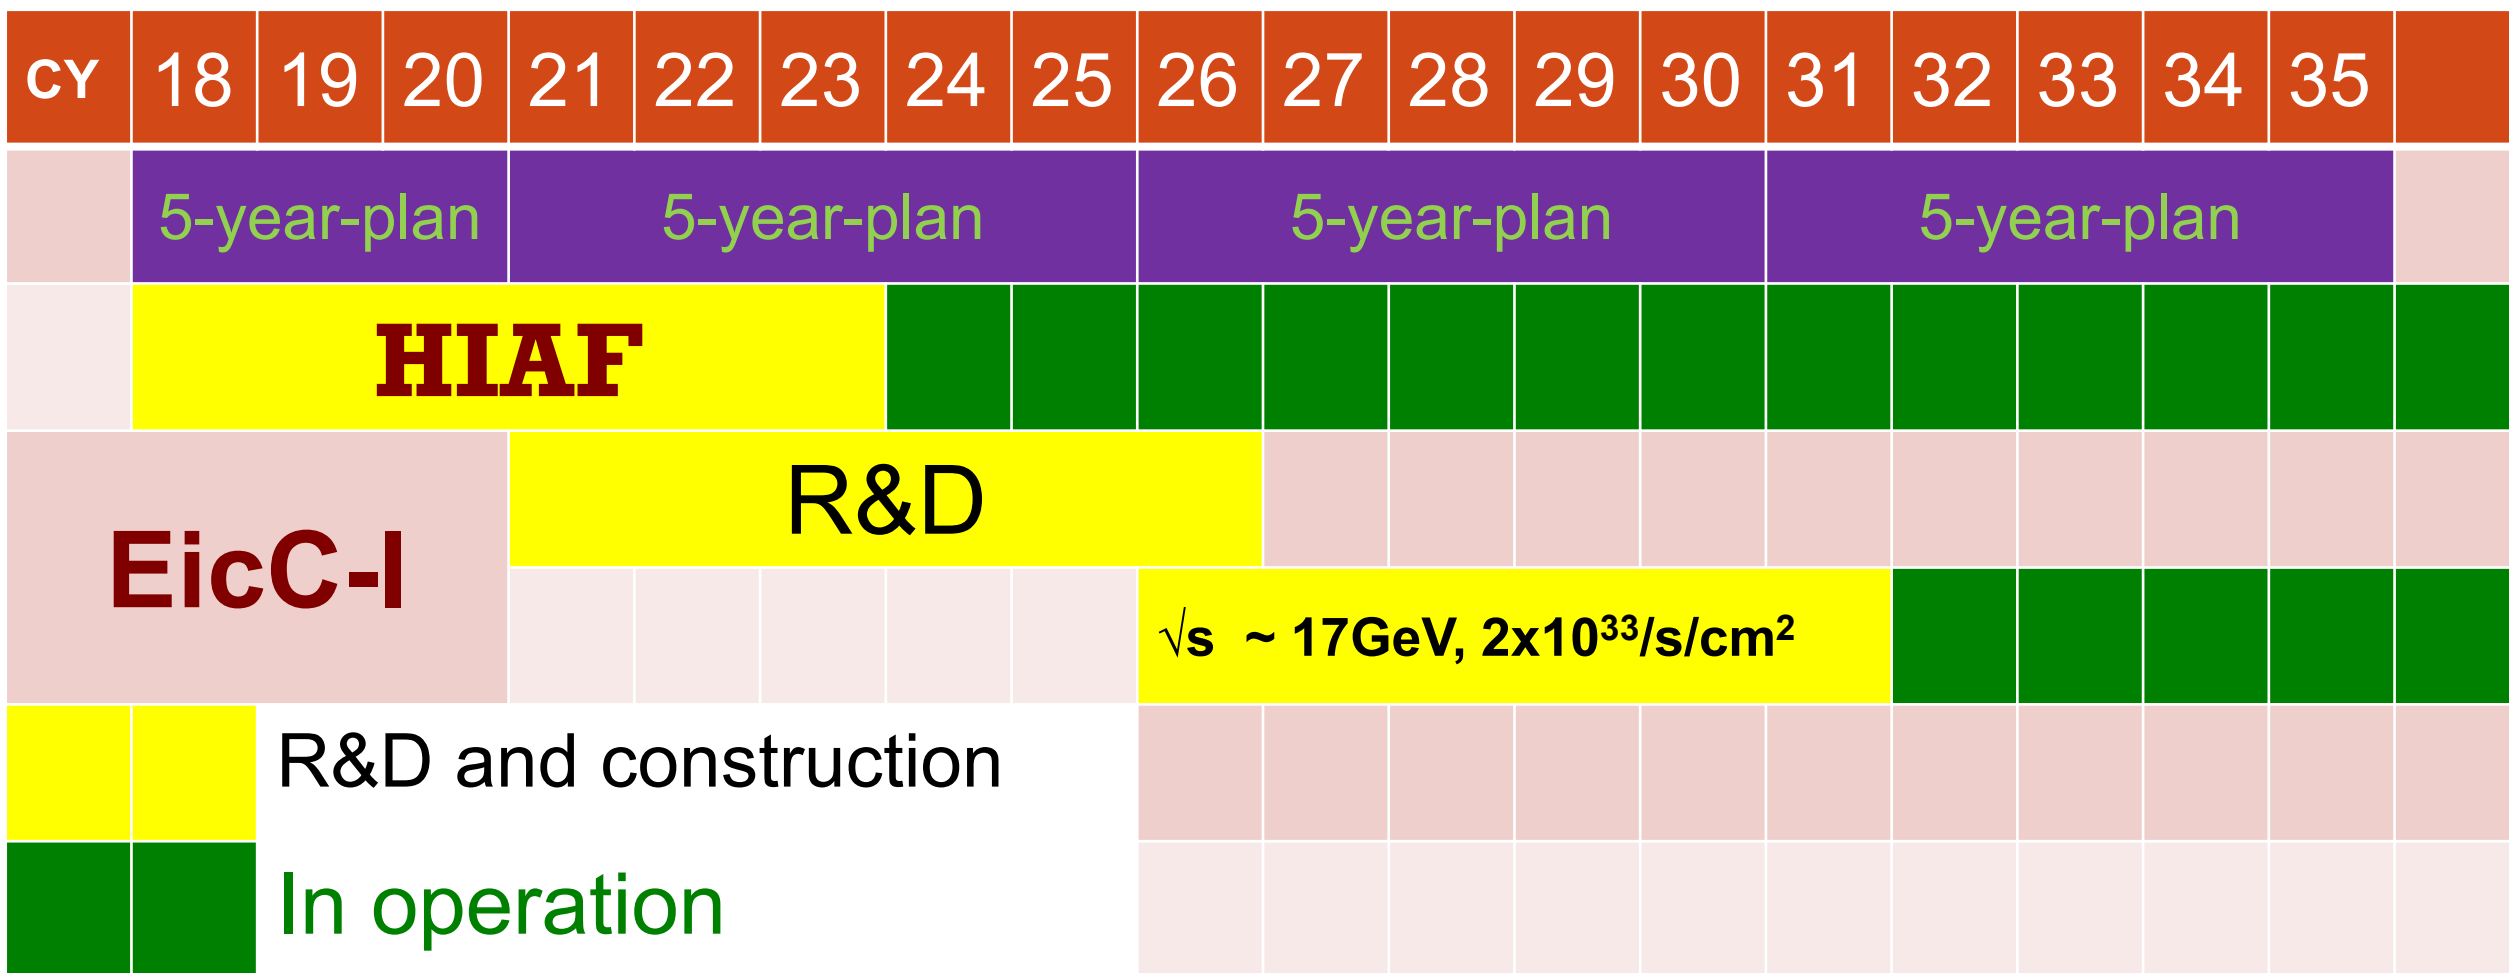 CY 18 19 20 21 22 23 24 25 26 27 28 29 30 31 32 33 34 35
5-year-plan 5-year-plan 5-year-plan 5-year-plan
HIAF
R&D
EicC-I
√s ~ 17GeV, 2x10³³/s/cm²
R&D and construction
In operation